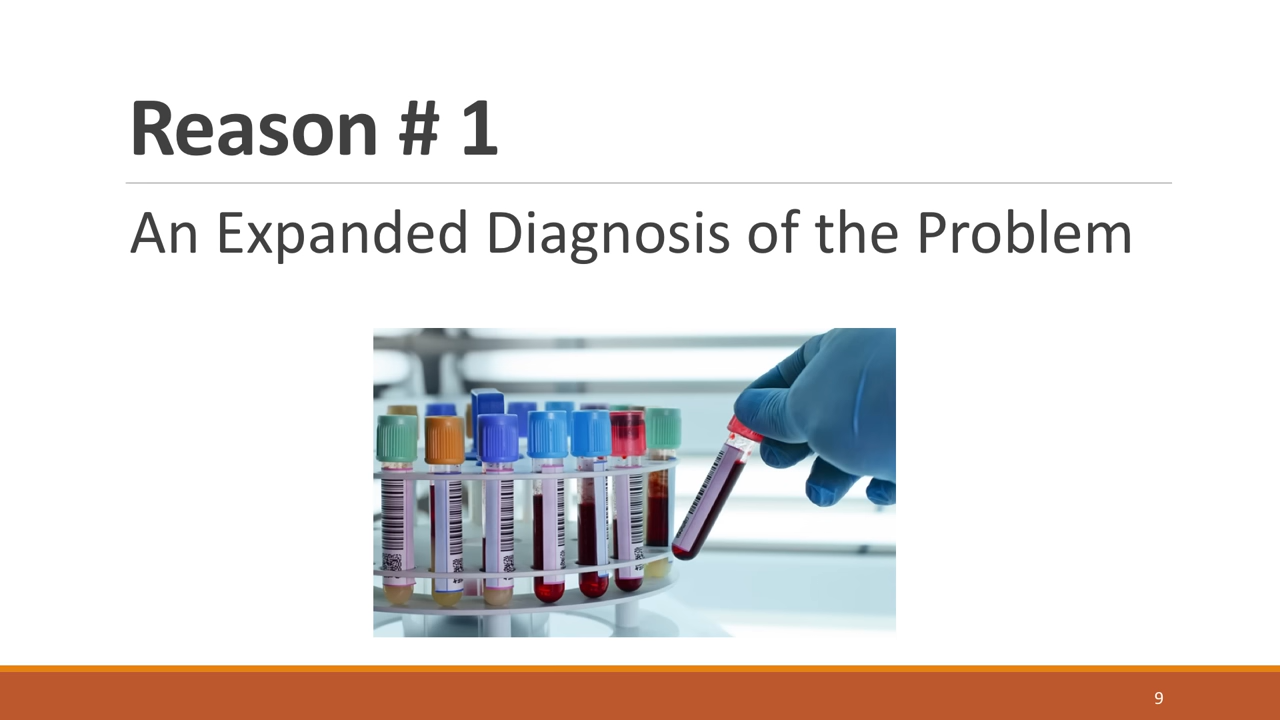 Reason # 1
An Expanded Diagnosis of the Problem
9